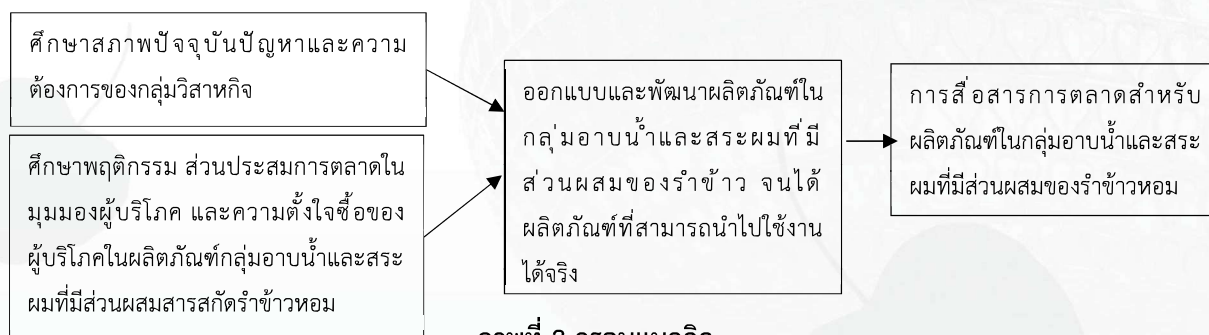 ศึกษาสภาพปัจจุบันปัญหาและความ
ต้องการของกลุ่มวิสาหกิจ
ศึกษาพฤติกรรม ส่วนประสมการตลาดใน
มุมมองผู้บริโภค และความตั้งใจซื้อของ
ผู้บริโภคในผลิตภัณฑ์กลุ่มอาบน้ำและสระ
ผมที่มีส่วนผสมสารสกัดรำข้าวหอม
ออกแบบและพัฒนาผลิตภัณฑ์ใน
กลุ่มอาบน้ำและสระผมที่มี
ส่วนผสมของรำข้าว จนได้
ผลิตภัณฑ์ที่สามารถนำไปใช้งาน
ได้จริง
การสื่อสารการตลาดสำหรับ
ผลิตภัณฑ์ในกลุ่มอาบน้ำและสระ
ผมที่มีส่วนผสมของรำข้าวหอม
ภาพที่ 2 กรอบแนวคิด